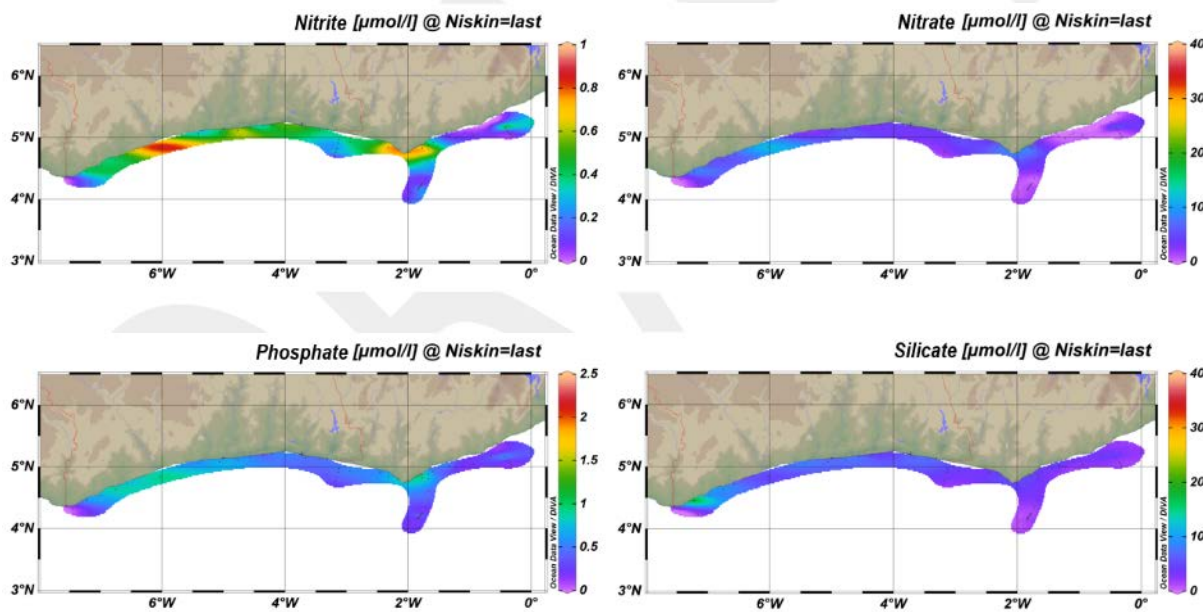 Nitrite [µmol/l] @ Niskin=last
6°N
5°N
4°N
3°N
6°W
4°W
2°W
0°
1
0.8
0.6
0.4
0.2
0
Ocean Data View / DIVA
Nitrate [µmol/l] @ Niskin=last
6°N
5°N
4°N
3°N
6°W
4°W
2°W
0°
40
30
20
10
0
Ocean Data View / DIVA
Phosphate [µmol/l] @ Niskin=last
6°N
5°N
4°N
3°N
6°W
4°W
2°W
0°
2.5
2
1.5
1
0.5
0
Ocean Data View / DIVA
Silicate [µmol/l] @ Niskin=last
6°N
5°N
4°N
3°N
6°W
4°W
2°W
0°
40
30
20
10
0
Ocean Data View / DIVA